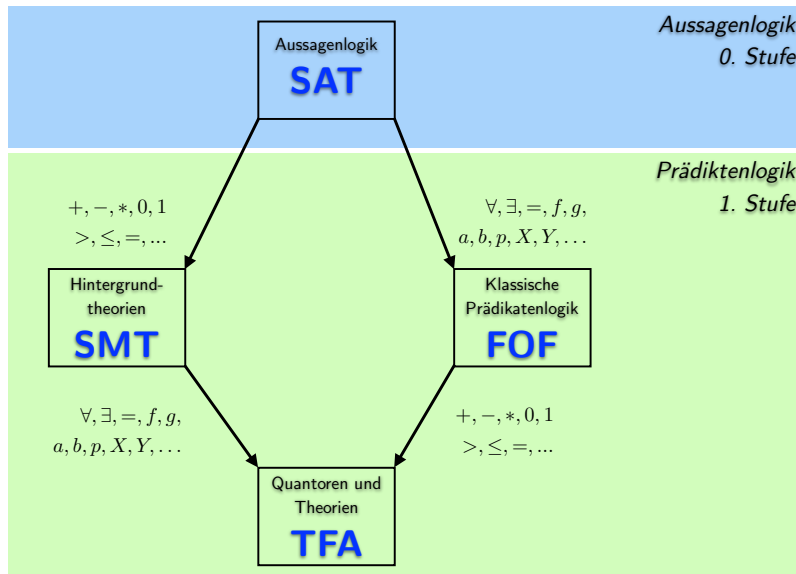 Aussagenlogik
0. Stufe
Aussagenlogik
SAT
Prädiktenlogik
1. Stufe
+, −, ∗, 0, 1
>, ≤, =, ...
∀, ∃, =, f, g,
a, b, p, X, Y, . . .
Hintergrund-
theorien
SMT
Klassische
Prädikatenlogik
FOF
∀, ∃, =, f, g,
a, b, p, X, Y, . . .
+, −, ∗, 0, 1
>, ≤, =, ...
Quantoren und
Theorien
TFA